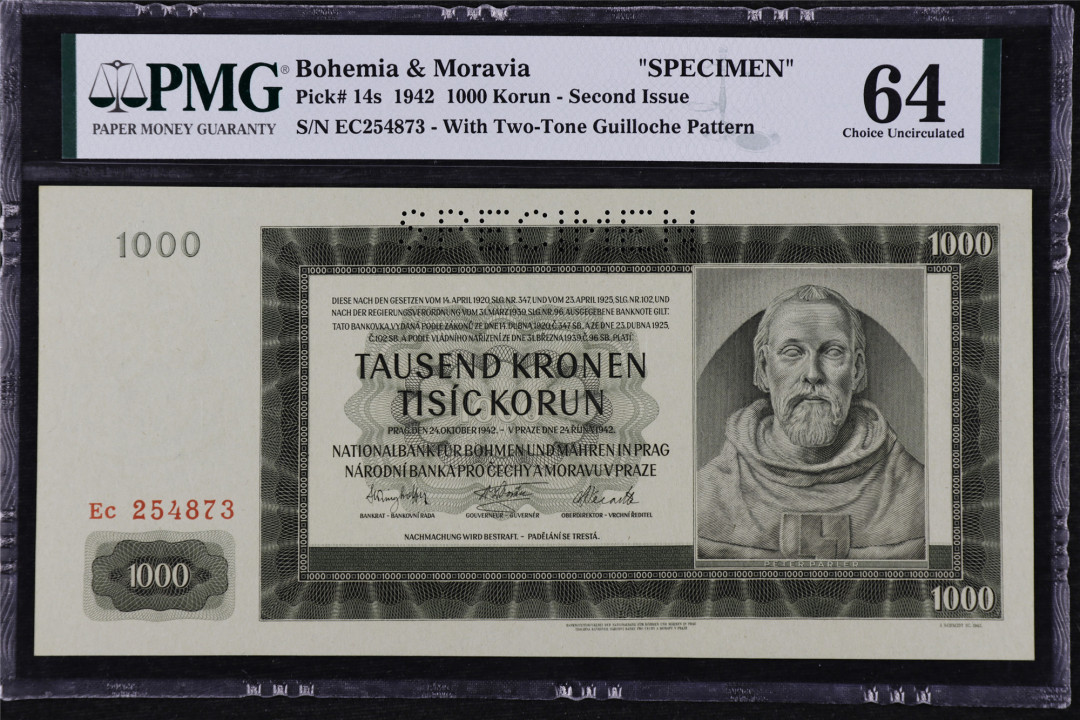 PMG®
PAPER MONEY GUARANTY
Bohemia & Moravia "SPECIMEN"
Pick# 14s 1942 1000 Korun - Second Issue
S/N EC254873 - With Two-Tone Guilloche Pattern
64
Choice Uncirculated
SPECIMEN
1000
1000
DIESE NACH DEN GESETZEN VOM 14. APRIL 1920, SLG. NR. 347, UND VOM 23. APRIL 1925, SLG. NR. 102, UND
NACH DER REGIERUNGSVERORDNUNG VOM 31. MÄRZ 1939, SLG. NR. 96, AUSGEGEBENE BANKNOTE GILT:
TATO BANKOVKA, VYDANÁ PODLE ZÁKONŮ ZE DNE 14. DUBNA 1920, Č. 347 SB., A ZE DNE 23. DUBNA 1925,
Č. 102 SB., A PODLE VLÁDNÍHO NAŘÍZENÍ ZE DNE 31. BŘEZNA 1939, Č. 96 SB., PLATÍ:
TAUSEND KRONEN
TISÍC KORUN
PRAG, DEN 24. OKTOBER 1942. – V PRAZE DNE 24. ŘÍJNA 1942.
NATIONALBANK FÜR BÖHMEN UND MÄHREN IN PRAG
NÁRODNÍ BANKA PRO ČECHY A MORAVU V PRAZE
BANKRAT – BANKOVNÍ RADA GOUVERNEUR – GUVERNÉR OBERDIREKTOR – VRCHNÍ ŘEDITEL
NACHMACHUNG WIRD BESTRAFT. – PADĚLÁNÍ SE TRESTÁ.
Ec 254873
1000
PETER PARLER
1000